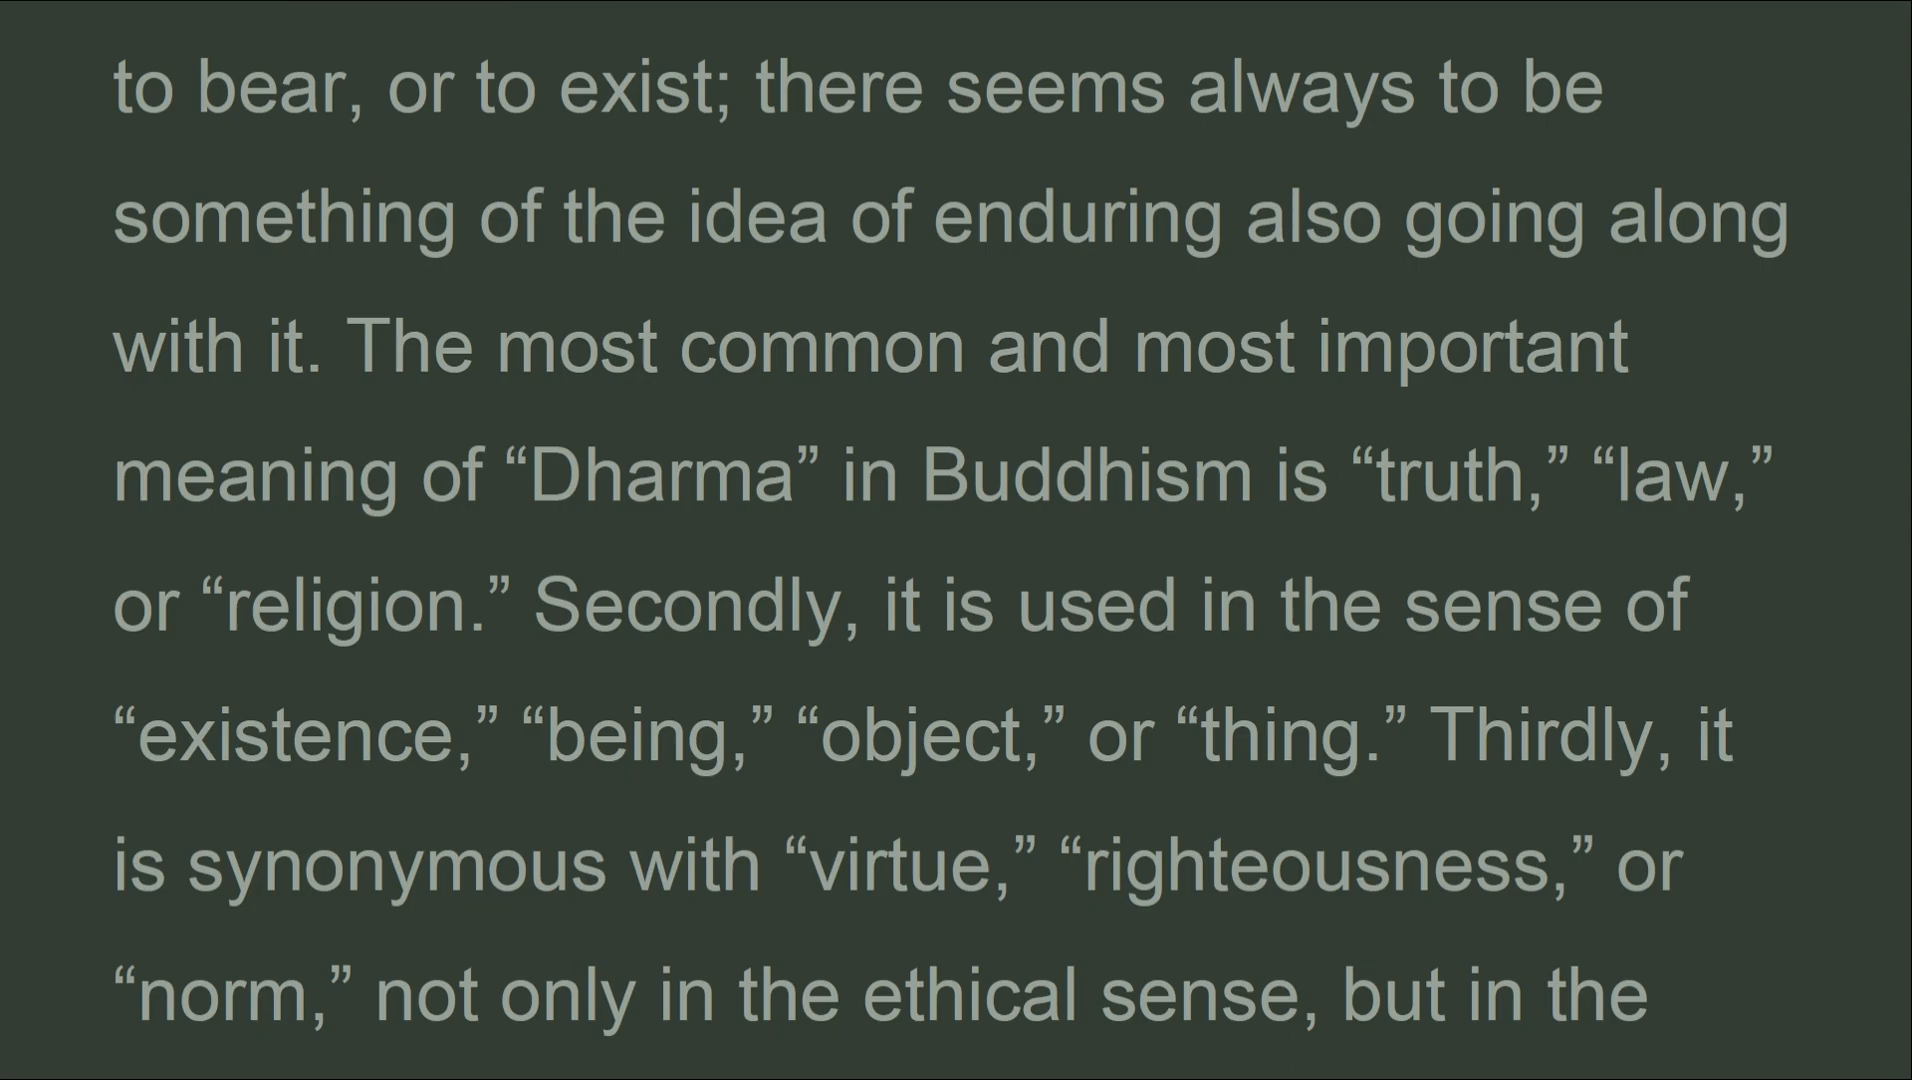 to bear, or to exist; there seems always to be
something of the idea of enduring also going along
with it. The most common and most important
meaning of “Dharma” in Buddhism is “truth,” “law,”
or “religion.” Secondly, it is used in the sense of
“existence,” “being,” “object,” or “thing.” Thirdly, it
is synonymous with “virtue,” “righteousness,” or
“norm,” not only in the ethical sense, but in the